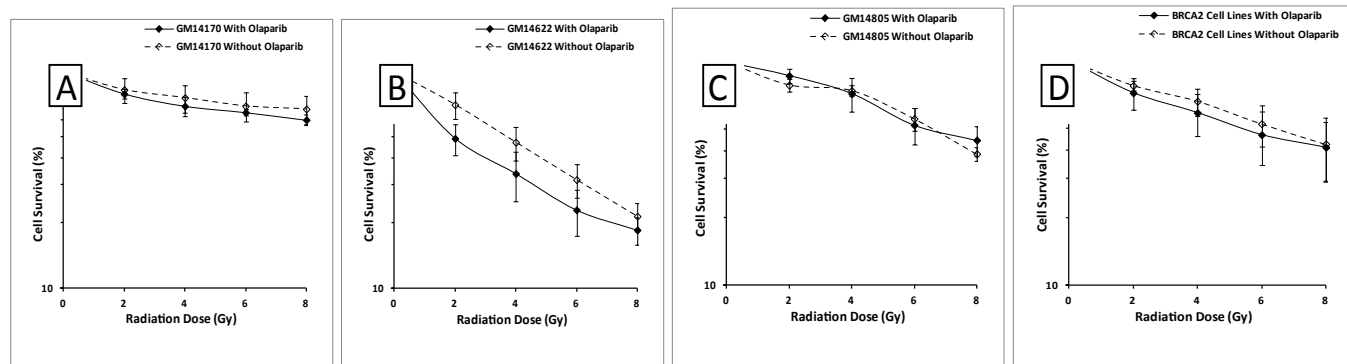 A
GM14170 With Olaparib
GM14170 Without Olaparib
Cell Survival (%)
10
0 2 4 6 8
Radiation Dose (Gy)
B
GM14622 With Olaparib
GM14622 Without Olaparib
Cell Survival (%)
10
0 2 4 6 8
Radiation Dose (Gy)
C
GM14805 With Olaparib
GM14805 Without Olaparib
Cell Survival (%)
10
0 2 4 6 8
Radiation Dose (Gy)
D
BRCA2 Cell Lines With Olaparib
BRCA2 Cell Lines Without Olaparib
Cell Survival (%)
10
0 2 4 6 8
Radiation Dose (Gy)